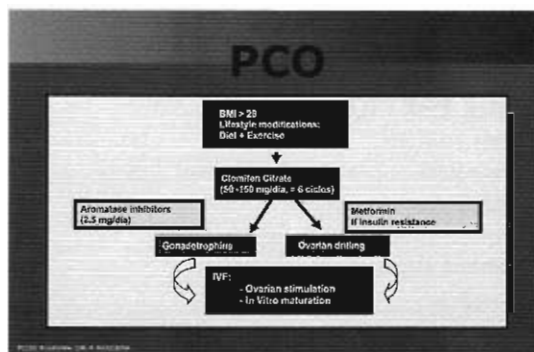 PCO
BMI > 28
Lifestyle modifications:
Diet + Exercise
Clomifen Citrate
(50 -150 mg/dia, = 6 ciclos)
Aromatase inhibitors
(2.5 mg/dia)
Metformin
If insulin resistance
Gonadetrophins
Ovarian drilling
IVF:
- Ovarian stimulation
- In Vitro maturation